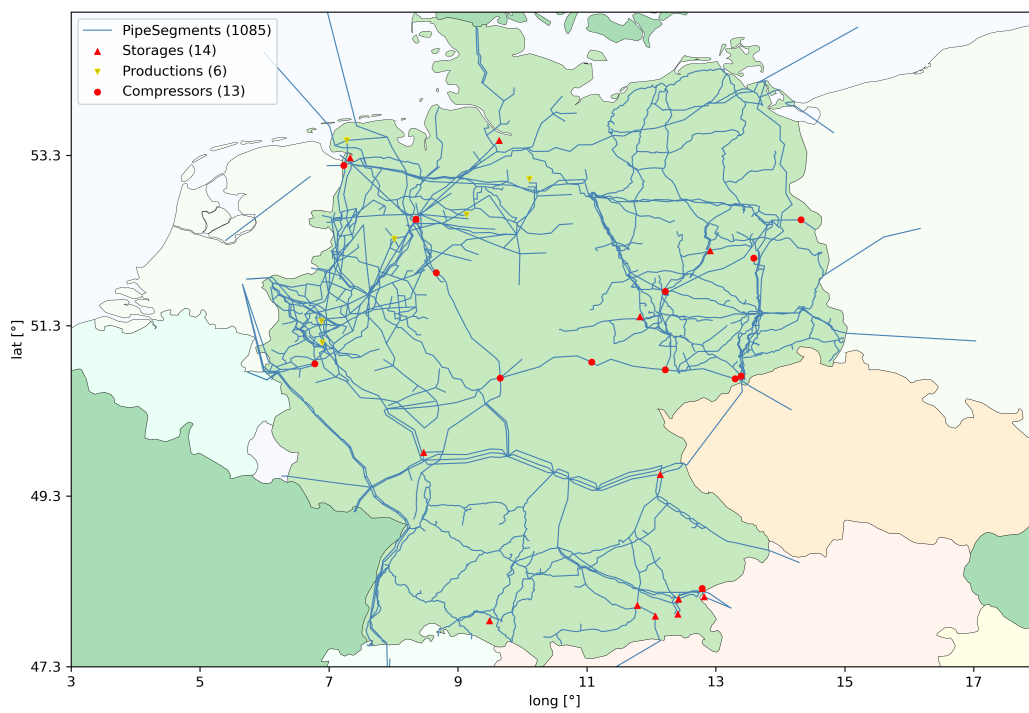 PipeSegments (1085)
Storages (14)
Productions (6)
Compressors (13)
lat [°]
53.3
51.3
49.3
47.3
3 5 7 9 11 13 15 17
long [°]